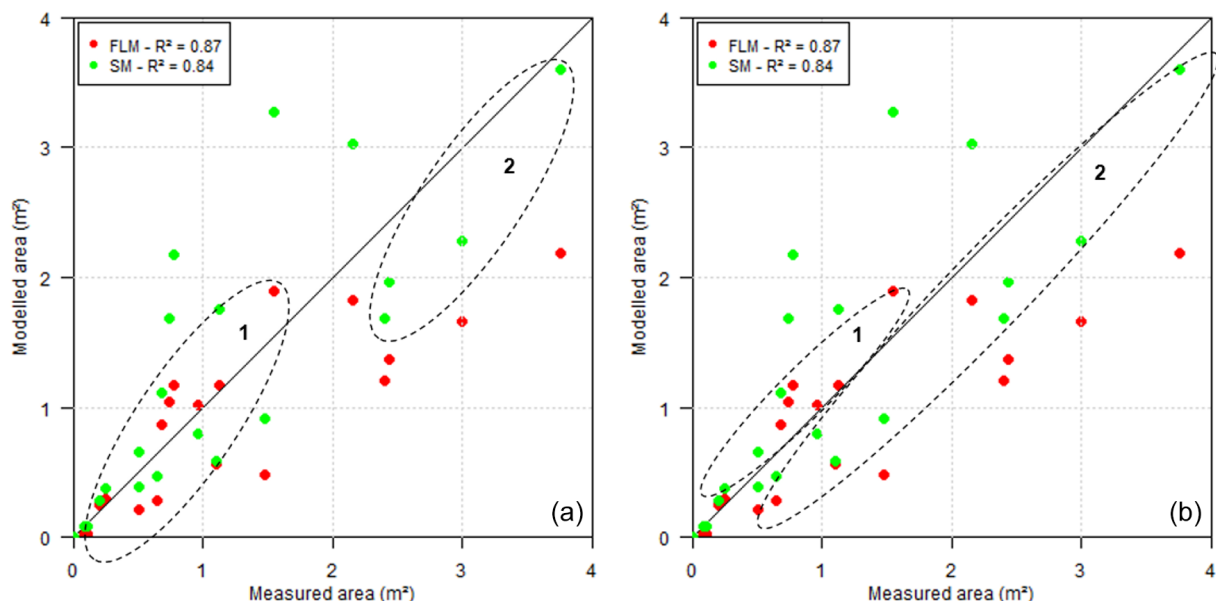 FLM - R² = 0.87
SM - R² = 0.84
4
3
2
1
0
Modelled area (m²)
2
1
(a)
0
1
2
3
4
Measured area (m²)
FLM - R² = 0.87
SM - R² = 0.84
4
3
2
1
0
Modelled area (m²)
2
1
(b)
0
1
2
3
4
Measured area (m²)